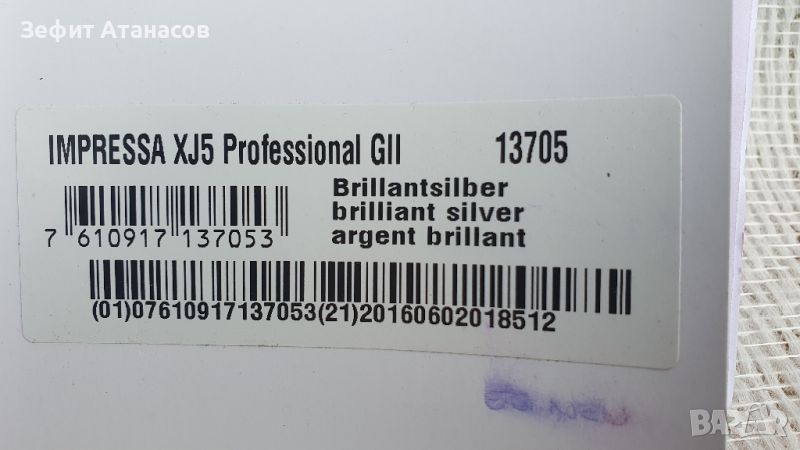 Зефит Атанасов
IMPRESSA XJ5 Professional GII 13705
Brillantsilber
brilliant silver
argent brillant
7 610917 137053
(01)07610917137053(21)20160602018512
BAZAR